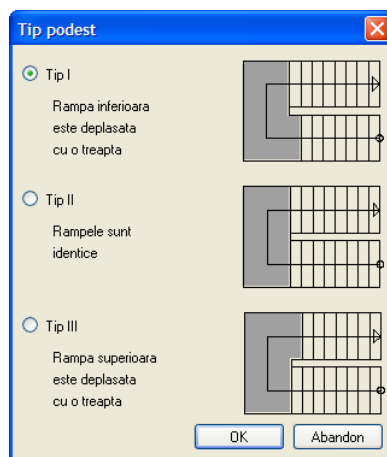 Tip podest
Tip I
Rampa inferioara
este deplasata
cu o treapta
Tip II
Rampele sunt
identice
Tip III
Rampa superioara
este deplasata
cu o treapta
OK
Abandon